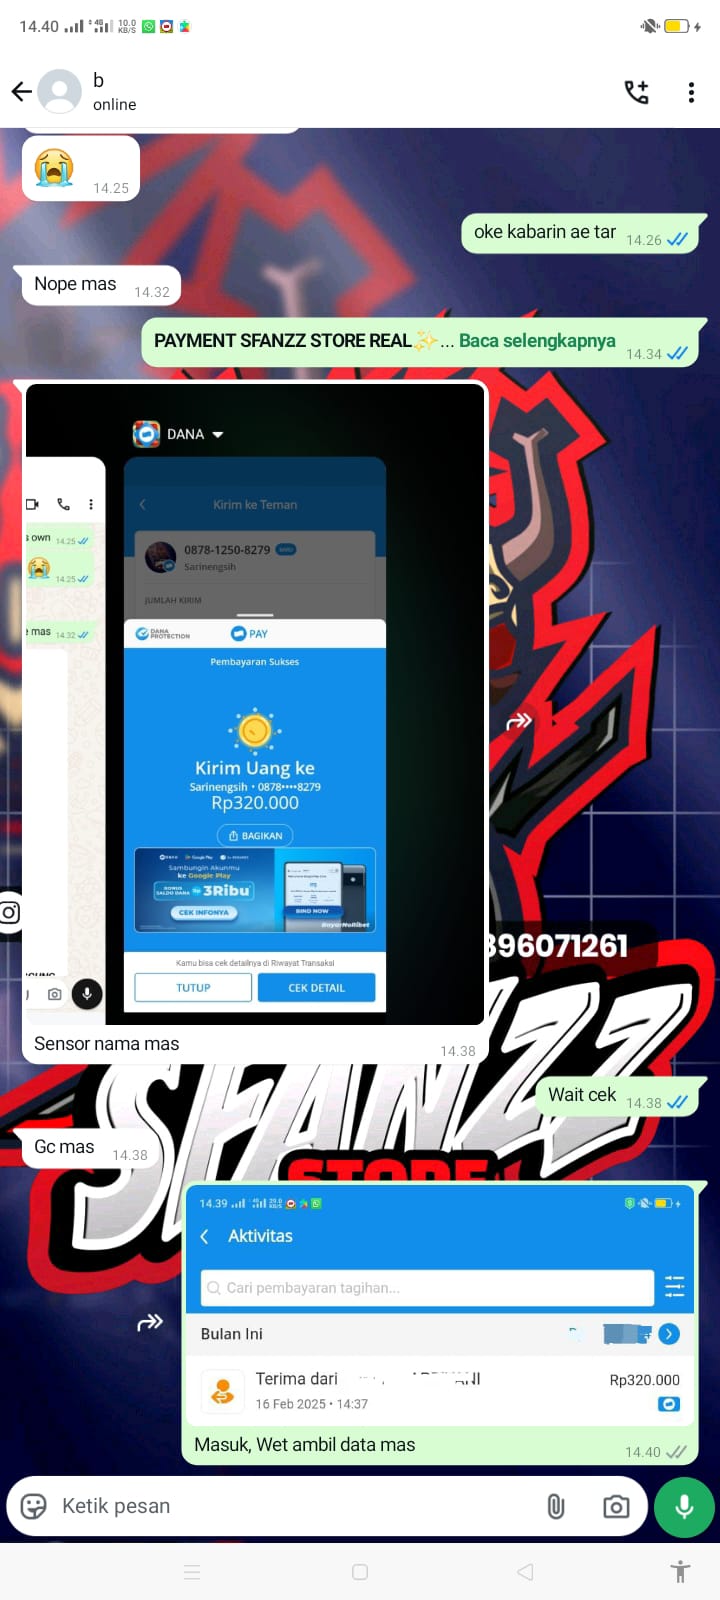 14.40 4G 10.0 KB/S
b
online
14.25
oke kabarin ae tar 14.26
Nope mas 14.32
PAYMENT SFANZZ STORE REAL✨... Baca selengkapnya
14.34
DANA
Kirim ke Teman
s own 14.25
0878-1250-8279
Sarinengsih
14.25
JUMLAH KIRIM
e mas 14.32
DANA PROTECTION PAY
Pembayaran Sukses
Kirim Uang ke
Sarinengsih • 0878••••8279
Rp320.000
BAGIKAN
Sambungin Akunmu
ke Google Play
BONUS SALDO DANA Rp 3Ribu
CEK INFONYA
BIND NOW
BayarNoRibet
396071261
Kamu bisa cek detailnya di Riwayat Transaksi
TUTUP CEK DETAIL
Sensor nama mas
14.38
SFANZZ
STORE
Wait cek 14.38
Gc mas 14.38
14.39
Aktivitas
Cari pembayaran tagihan...
Bulan Ini
Terima dari Rp320.000
16 Feb 2025 • 14:37
Masuk, Wet ambil data mas
14.40
Ketik pesan